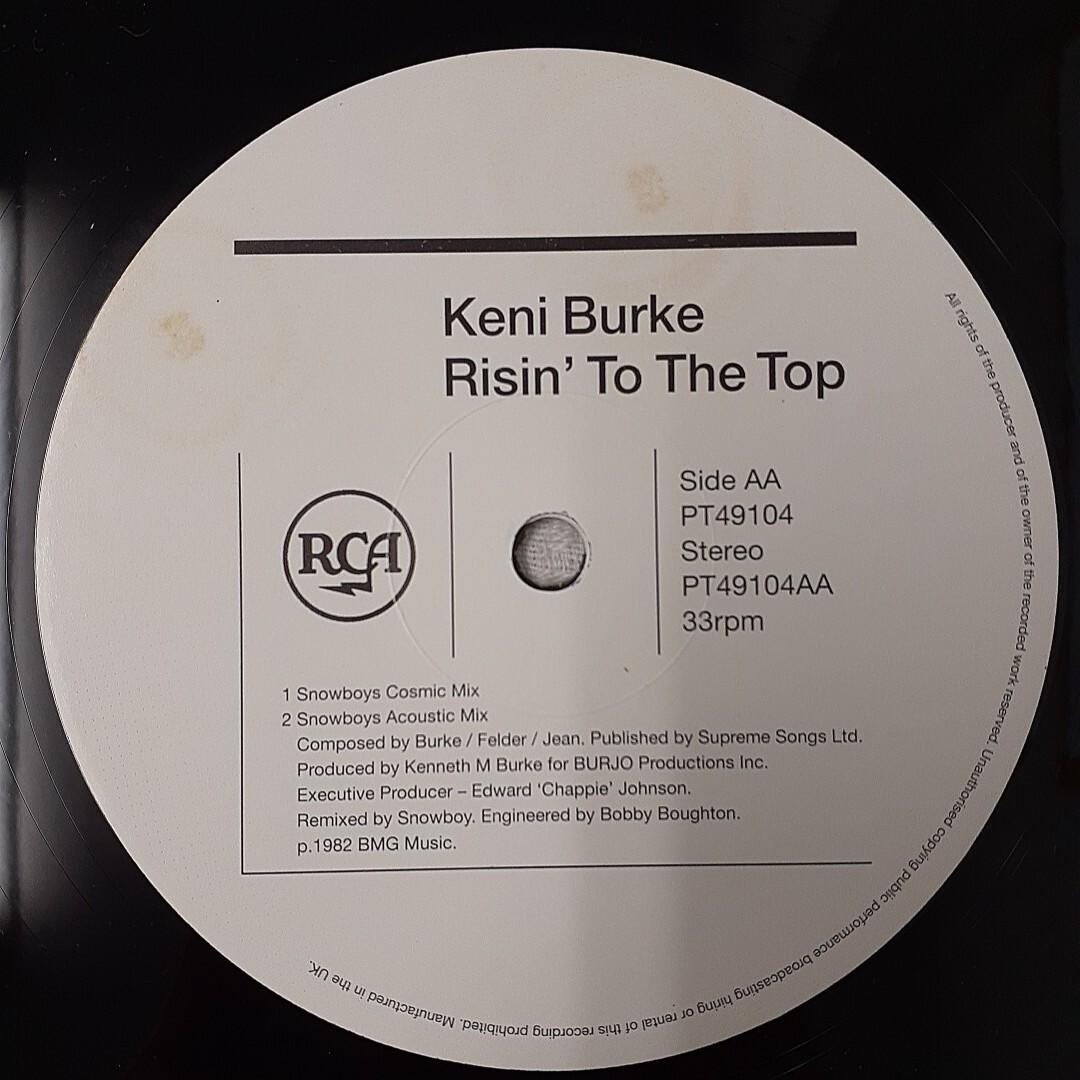 Keni Burke
Risin’ To The Top
RCA
Side AA
PT49104
Stereo
PT49104AA
33rpm
1 Snowboys Cosmic Mix
2 Snowboys Acoustic Mix
Composed by Burke / Felder / Jean. Published by Supreme Songs Ltd.
Produced by Kenneth M Burke for BURJO Productions Inc.
Executive Producer – Edward ‘Chappie’ Johnson.
Remixed by Snowboy. Engineered by Bobby Boughton.
p.1982 BMG Music.
All rights of the producer and of the owner of the recorded work reserved. Unauthorised copying public performance broadcasting hiring or rental of this recording prohibited. Manufactured in the UK.